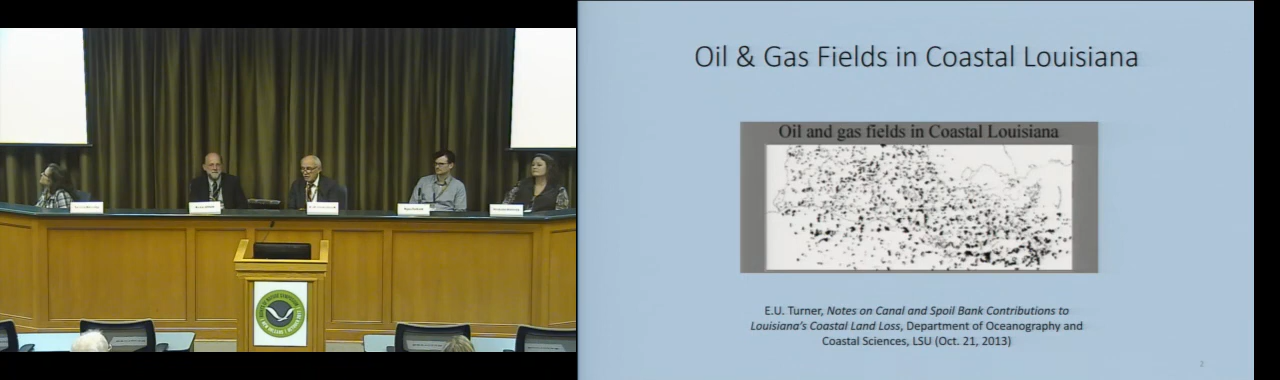 Oil & Gas Fields in Coastal Louisiana
Oil and gas fields in Coastal Louisiana
E.U. Turner, Notes on Canal and Spoil Bank Contributions to
Louisiana's Coastal Land Loss, Department of Oceanography and
Coastal Sciences, LSU (Oct. 21, 2013)
2